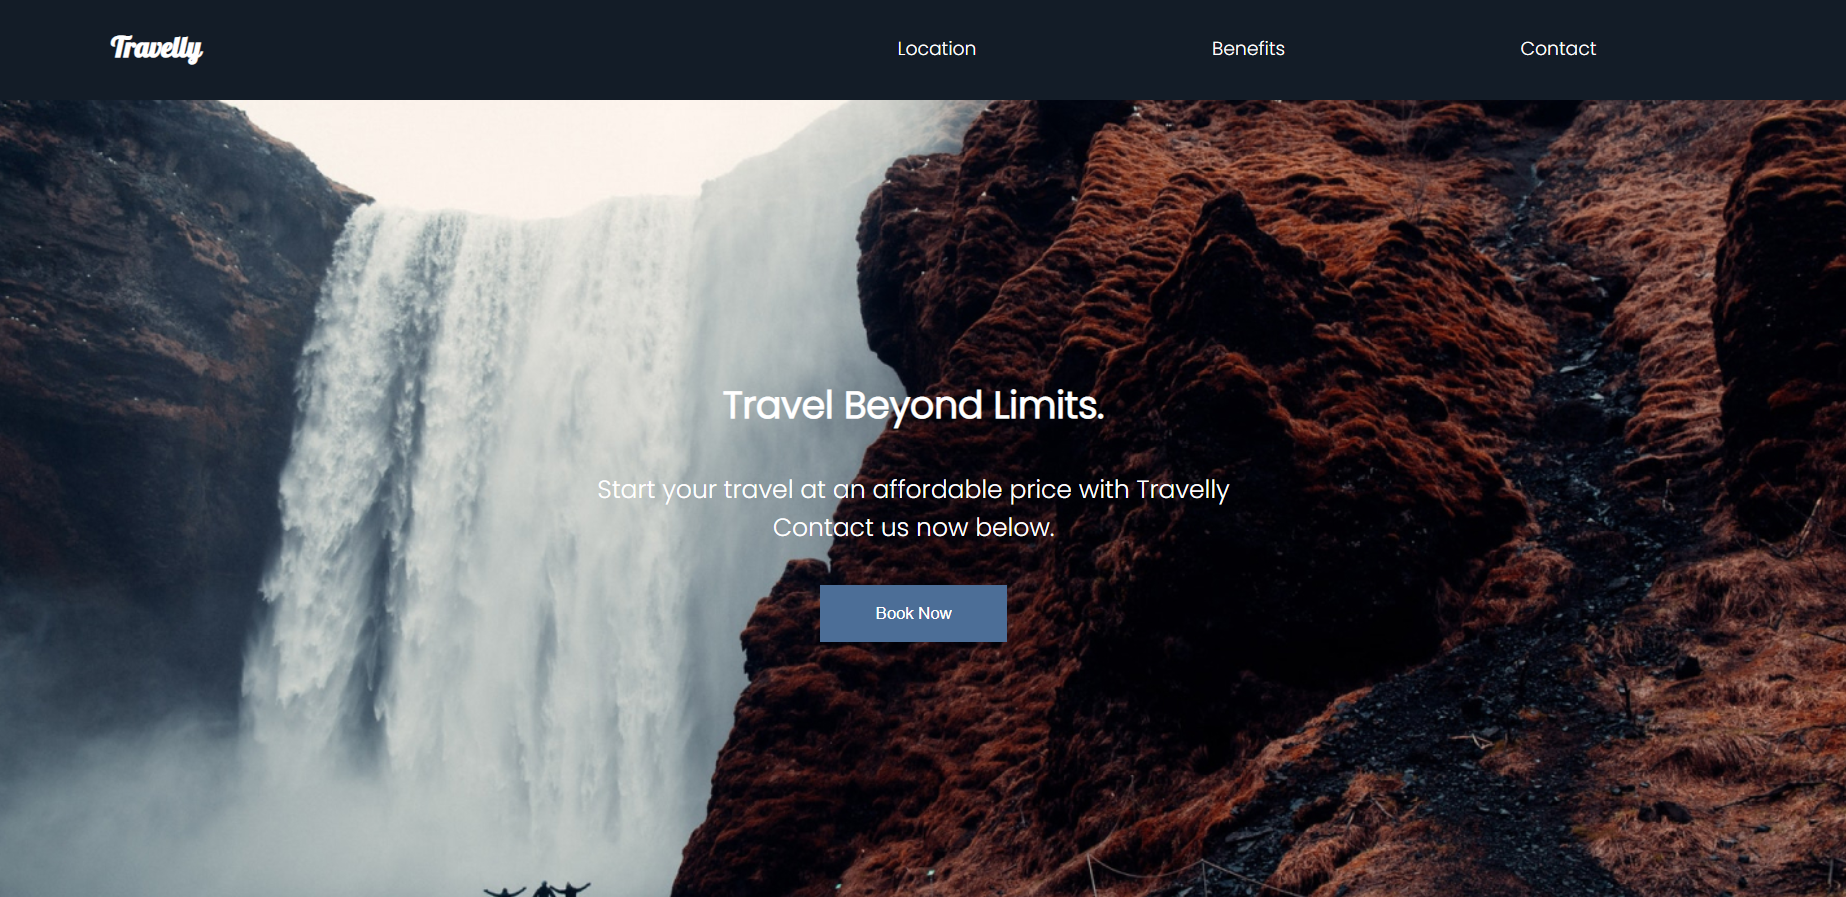 Travelly
Location
Benefits
Contact
Travel Beyond Limits.
Start your travel at an affordable price with Travelly
Contact us now below.
Book Now